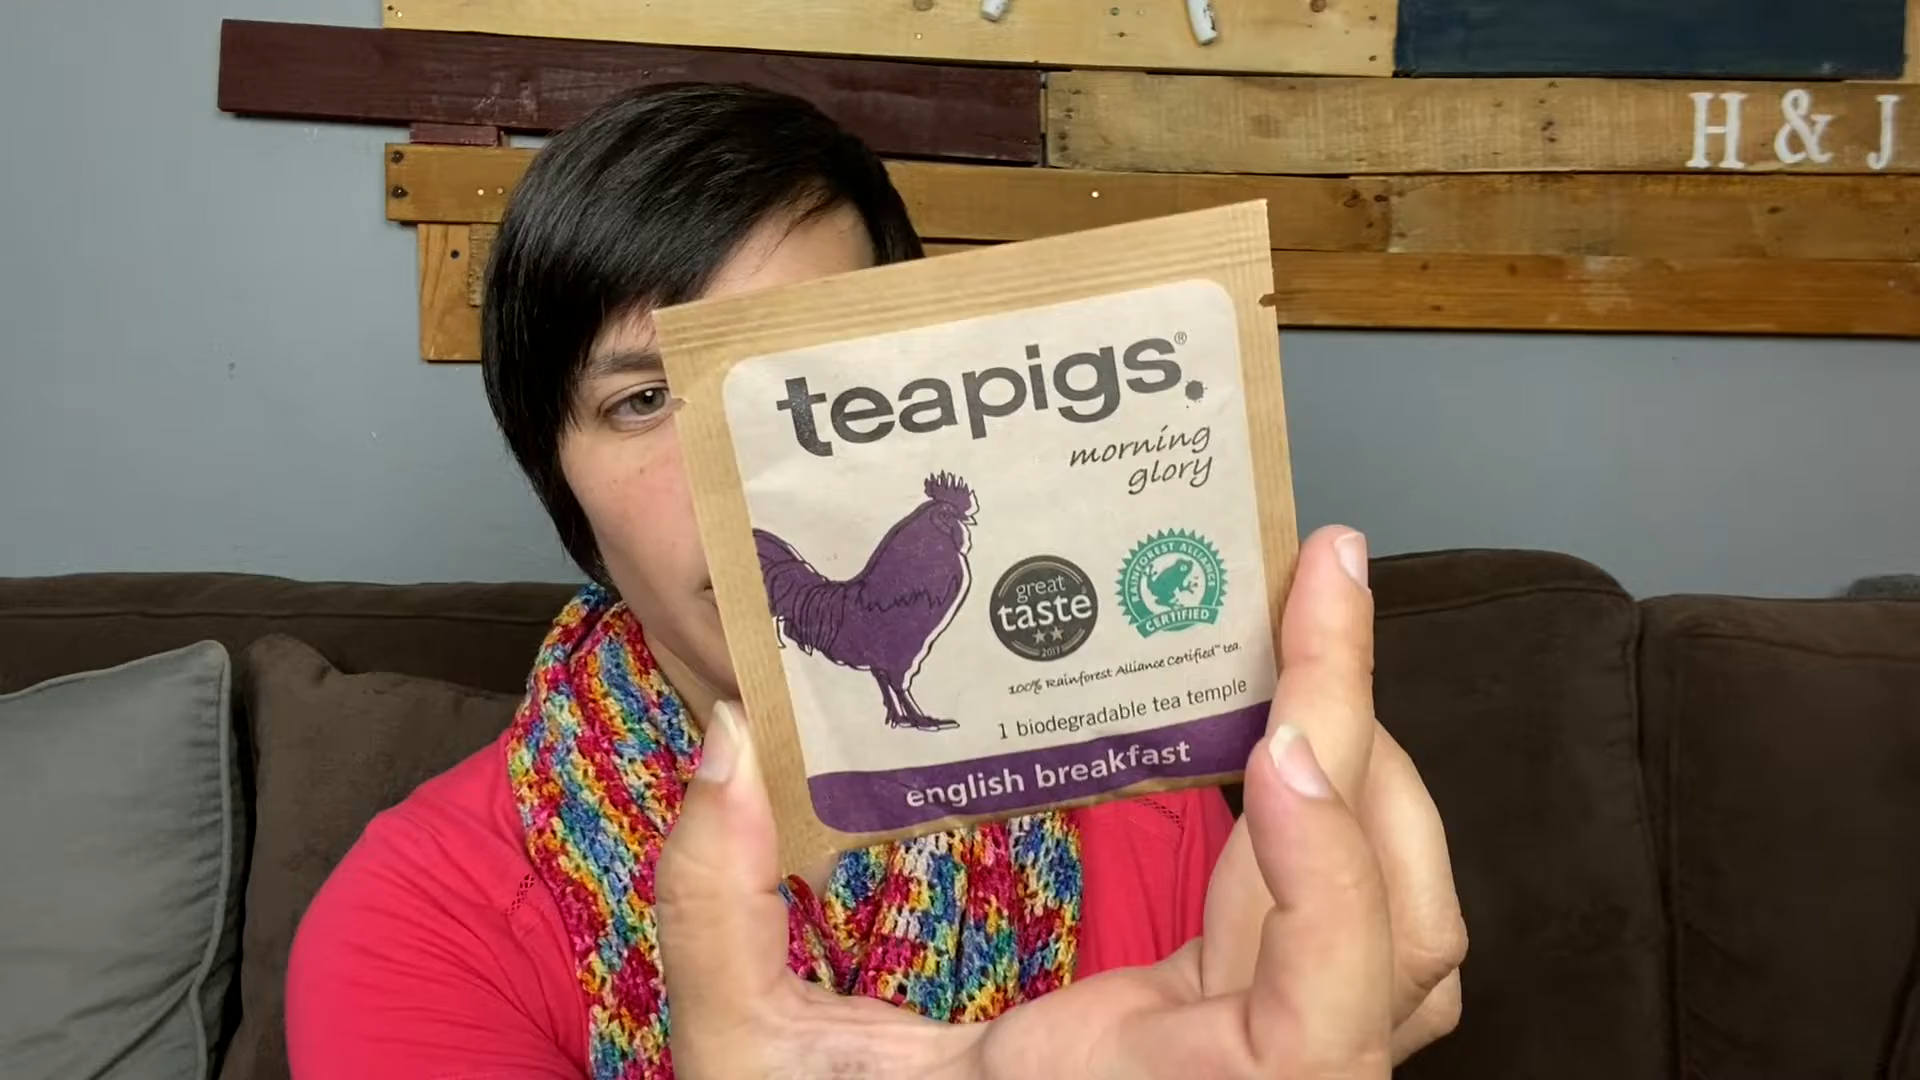 H & J
teapigs.®
morning
glory
great
taste
2013
RAINFOREST ALLIANCE
CERTIFIED
100% Rainforest Alliance Certified™ tea.
1 biodegradable tea temple
english breakfast